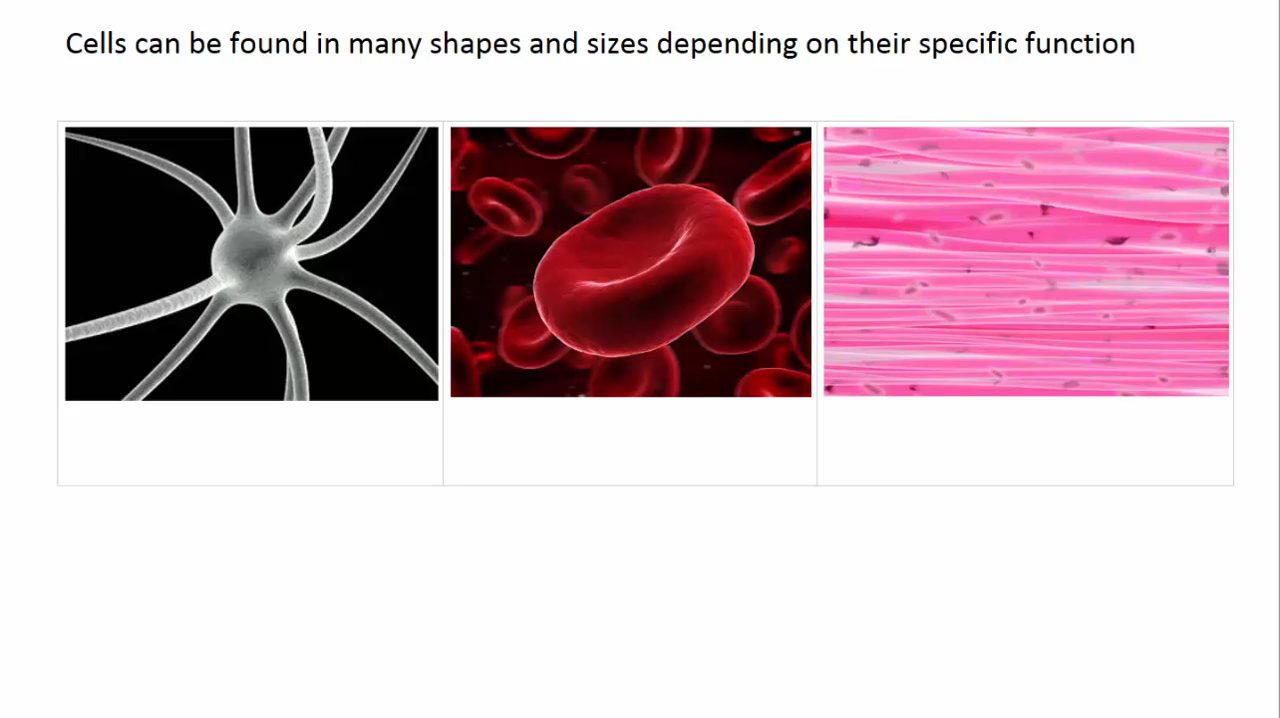 Cells can be found in many shapes and sizes depending on their specific function